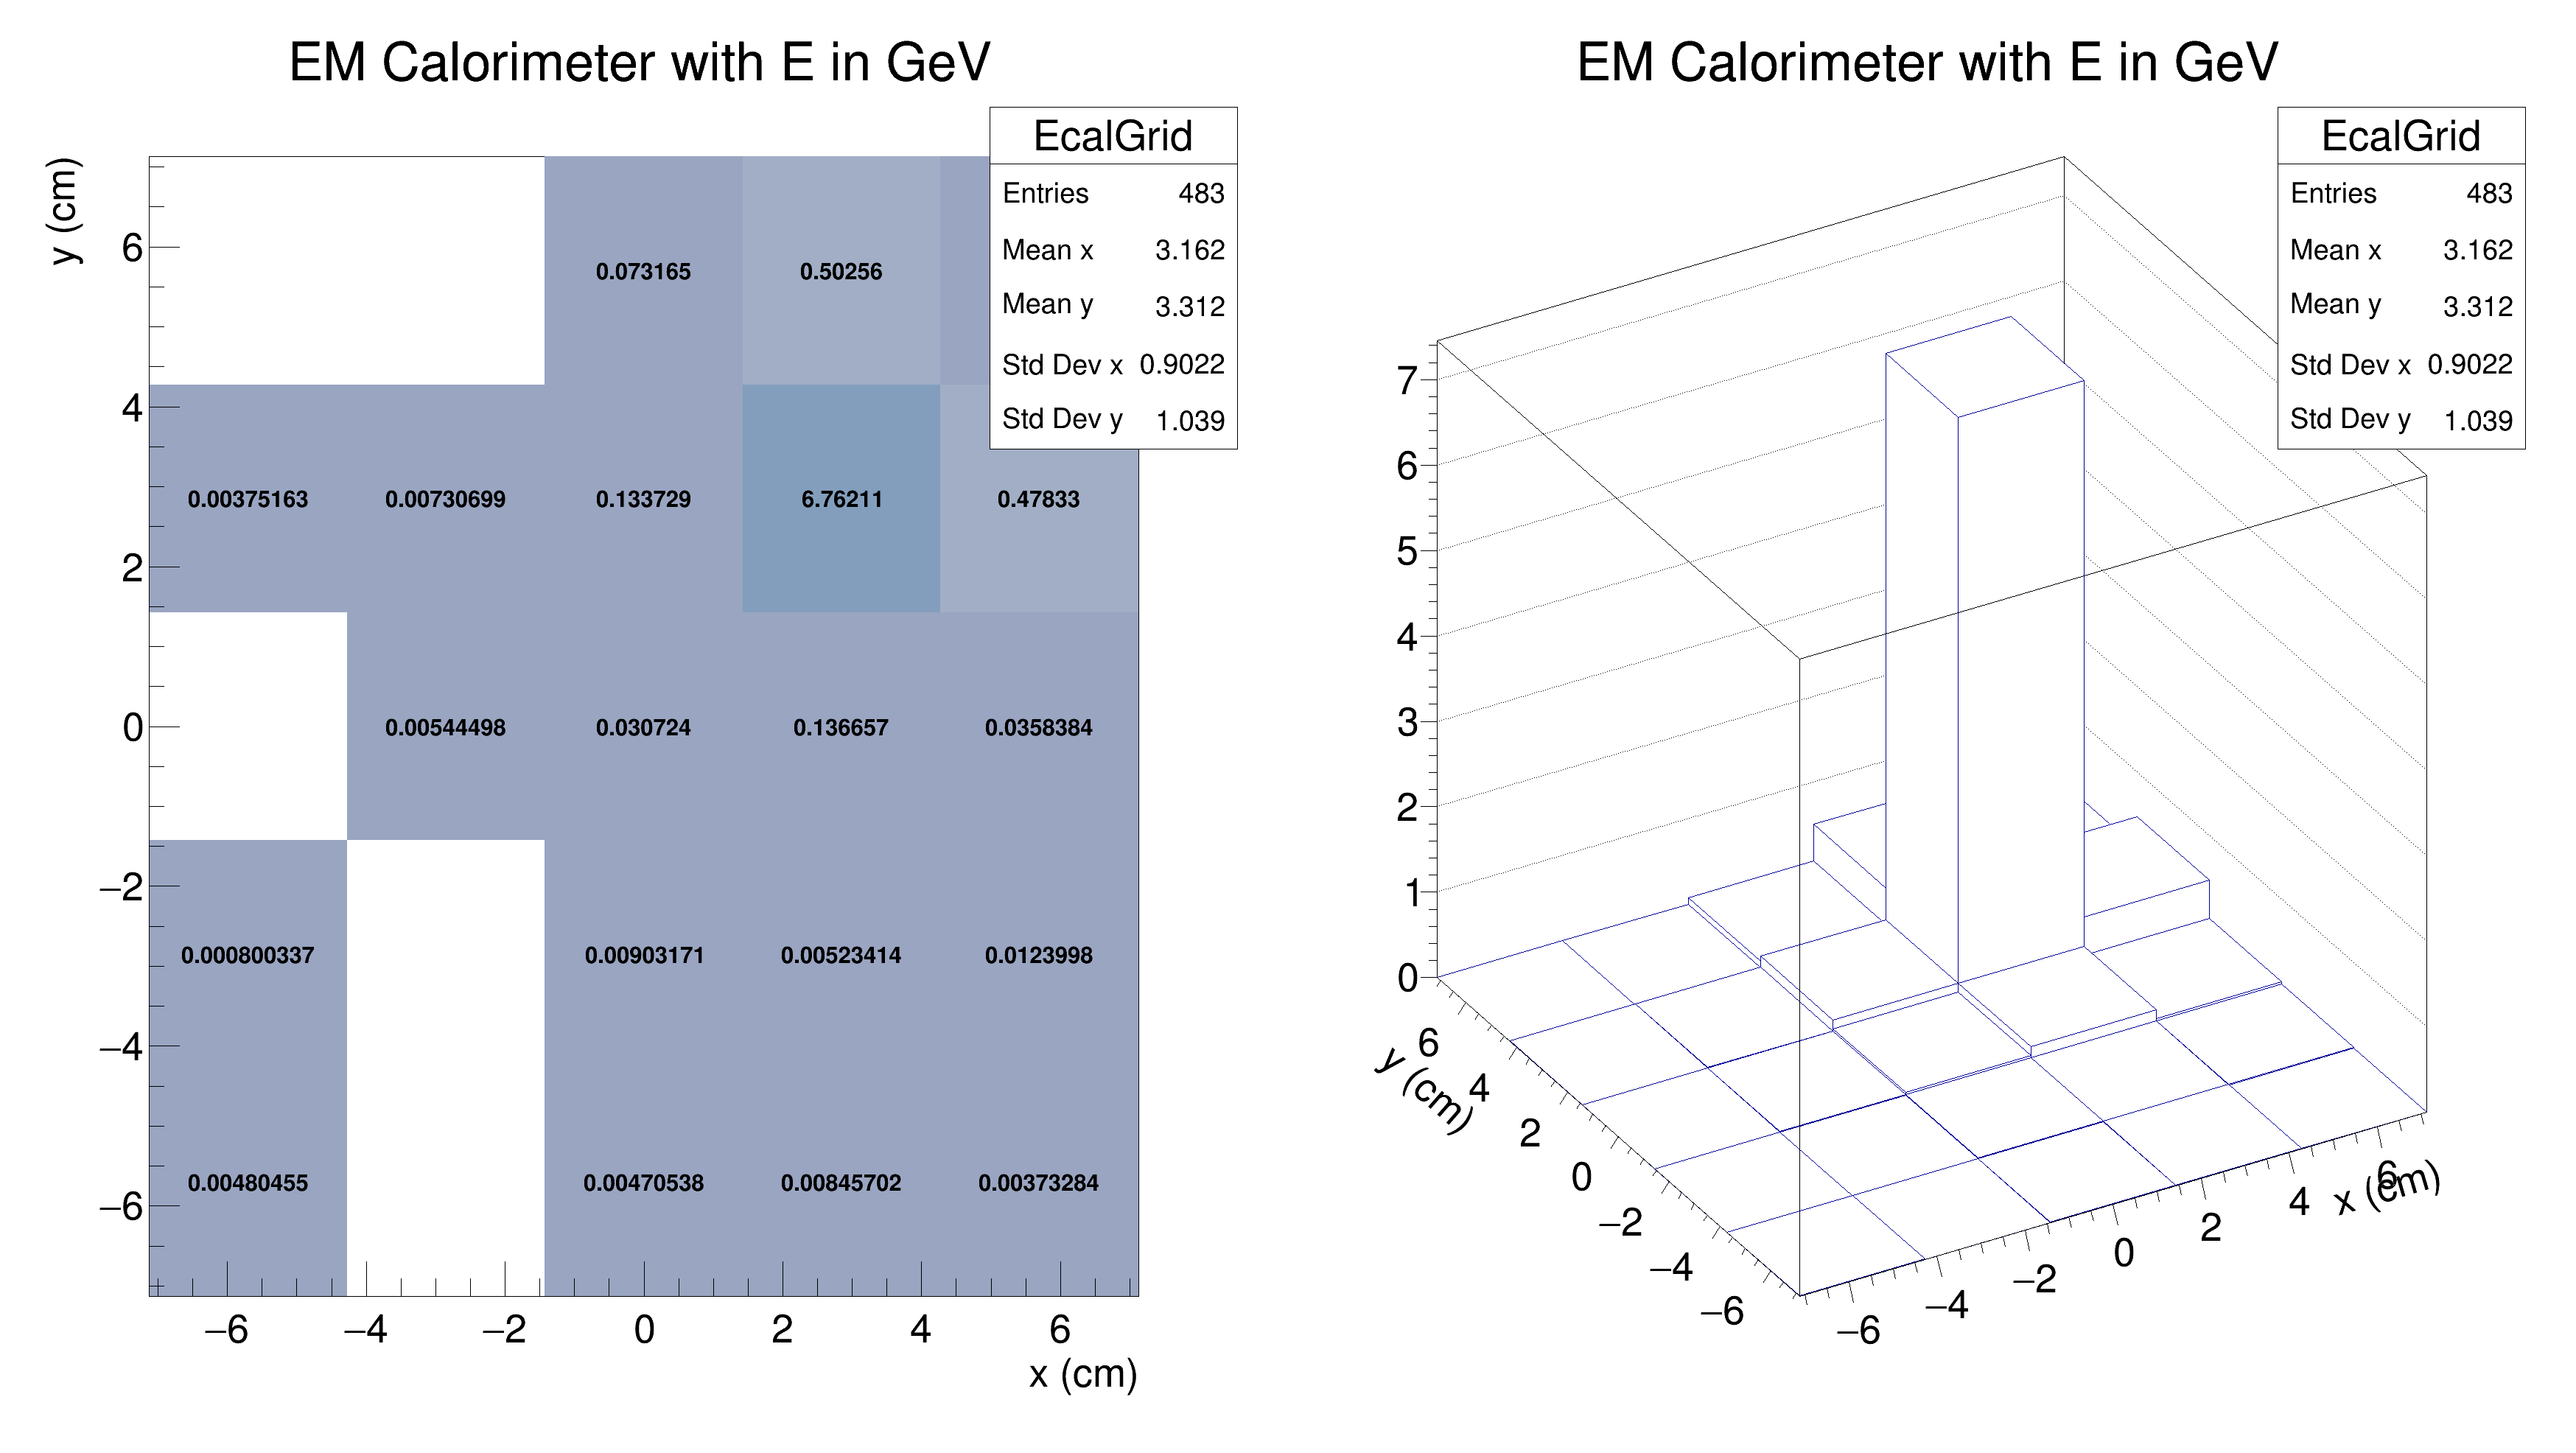 EM Calorimeter with E in GeV
EcalGrid
Entries 483
Mean x 3.162
Mean y 3.312
Std Dev x 0.9022
Std Dev y 1.039
y (cm)
6
4
2
0
−2
−4
−6
0.073165 0.50256
0.00375163 0.00730699 0.133729 6.76211 0.47833
0.00544498 0.030724 0.136657 0.0358384
0.000800337 0.00903171 0.00523414 0.0123998
0.00480455 0.00470538 0.00845702 0.00373284
−6 −4 −2 0 2 4 6
x (cm)
EM Calorimeter with E in GeV
EcalGrid
Entries 483
Mean x 3.162
Mean y 3.312
Std Dev x 0.9022
Std Dev y 1.039
7
6
5
4
3
2
1
0
y (cm)
6
4
2
0
−2
−4
−6
−6 −4 −2 0 2 4 6
x (cm)